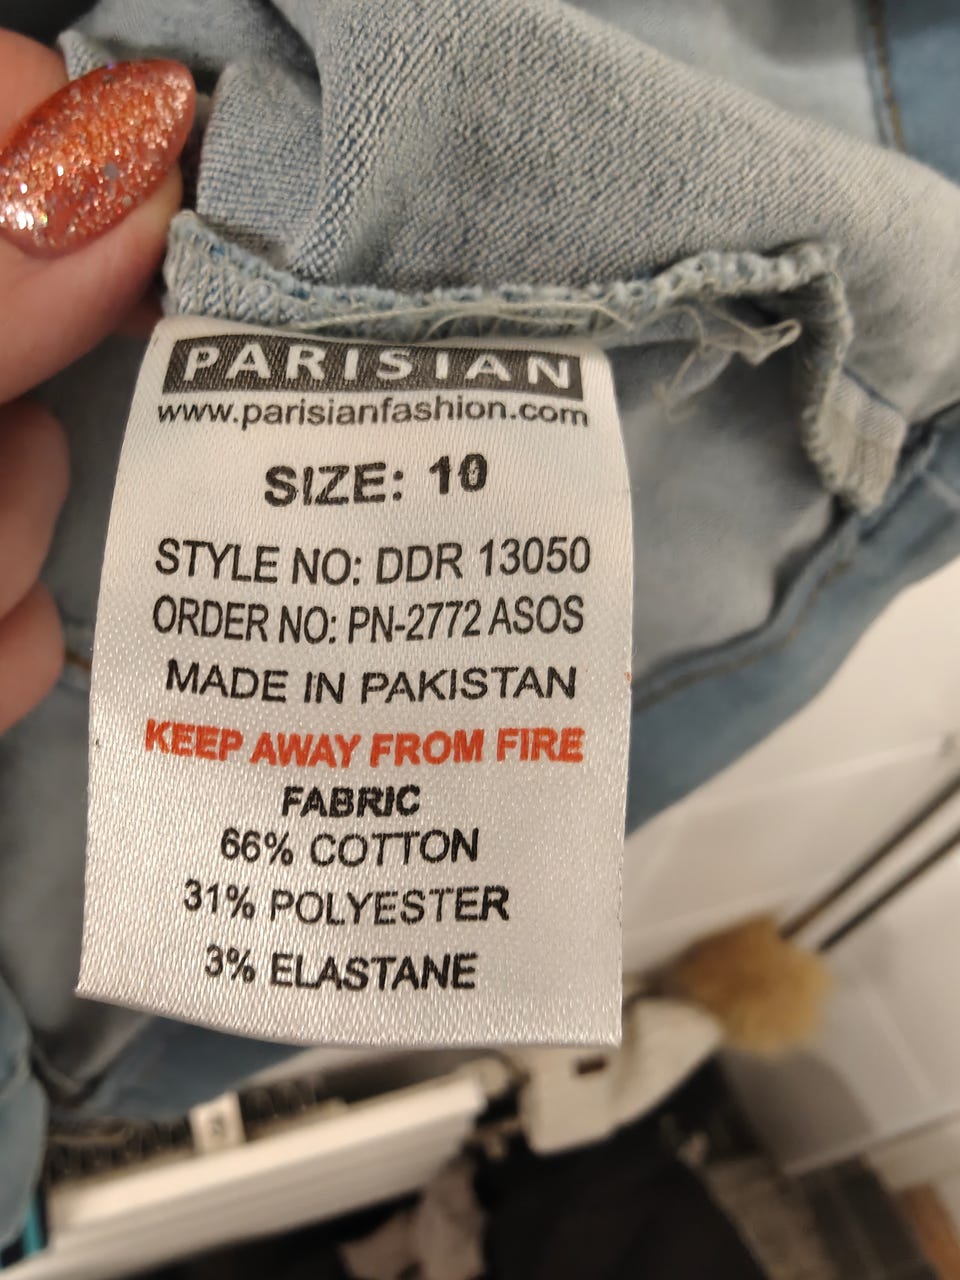 PARISIAN
www.parisianfashion.com
SIZE: 10
STYLE NO: DDR 13050
ORDER NO: PN-2772 ASOS
MADE IN PAKISTAN
KEEP AWAY FROM FIRE
FABRIC
66% COTTON
31% POLYESTER
3% ELASTANE